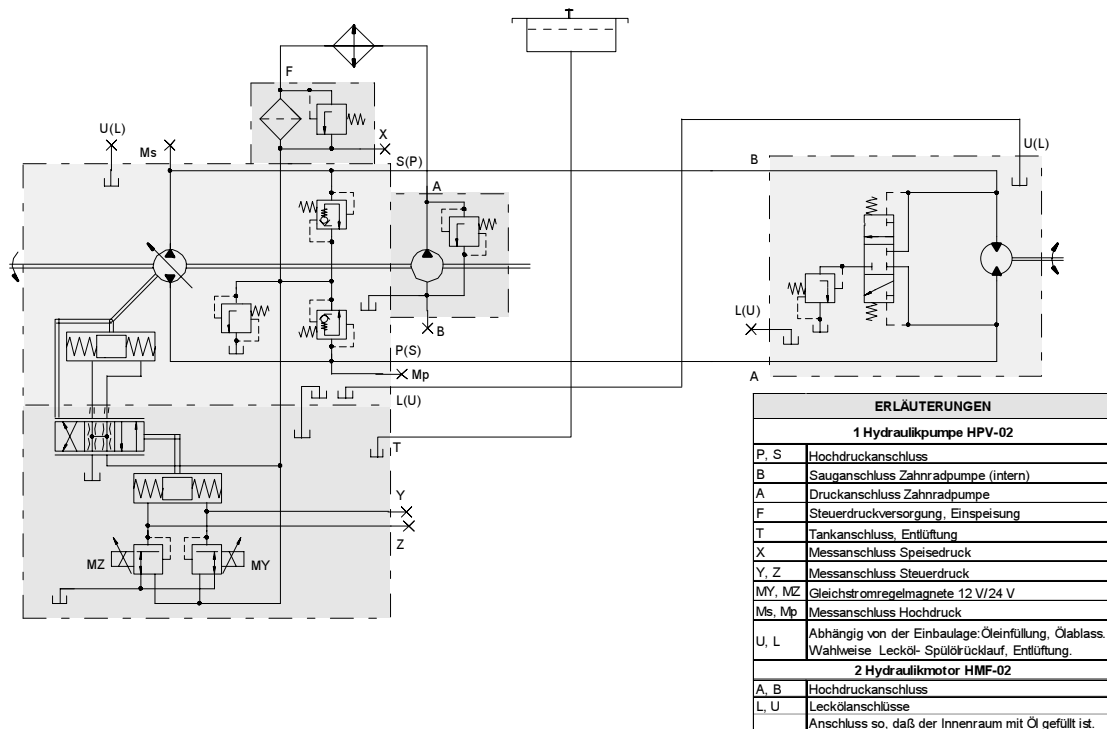 F
X
U(L)
Ms
S(P)
A
B
U(L)
B
L(U)
P(S)
Mp
A
L(U)
T
Y
Z
MZ
MY
ERLÄUTERUNGEN
1 Hydraulikpumpe HPV-02
P, S Hochdruckanschluss
B Sauganschluss Zahnradpumpe (intern)
A Druckanschluss Zahnradpumpe
F Steuerdruckversorgung, Einspeisung
T Tankanschluss, Entlüftung
X Messanschluss Speisedruck
Y, Z Messanschluss Steuerdruck
MY, MZ Gleichstromregelmagnete 12 V/24 V
Ms, Mp Messanschluss Hochdruck
U, L Abhängig von der Einbaulage:Öleinfüllung, Ölablass.
Wahlweise Lecköl- Spülölrücklauf, Entlüftung.
2 Hydraulikmotor HMF-02
A, B Hochdruckanschluss
L, U Leckölanschlüsse
Anschluss so, daß der Innenraum mit Öl gefüllt ist.